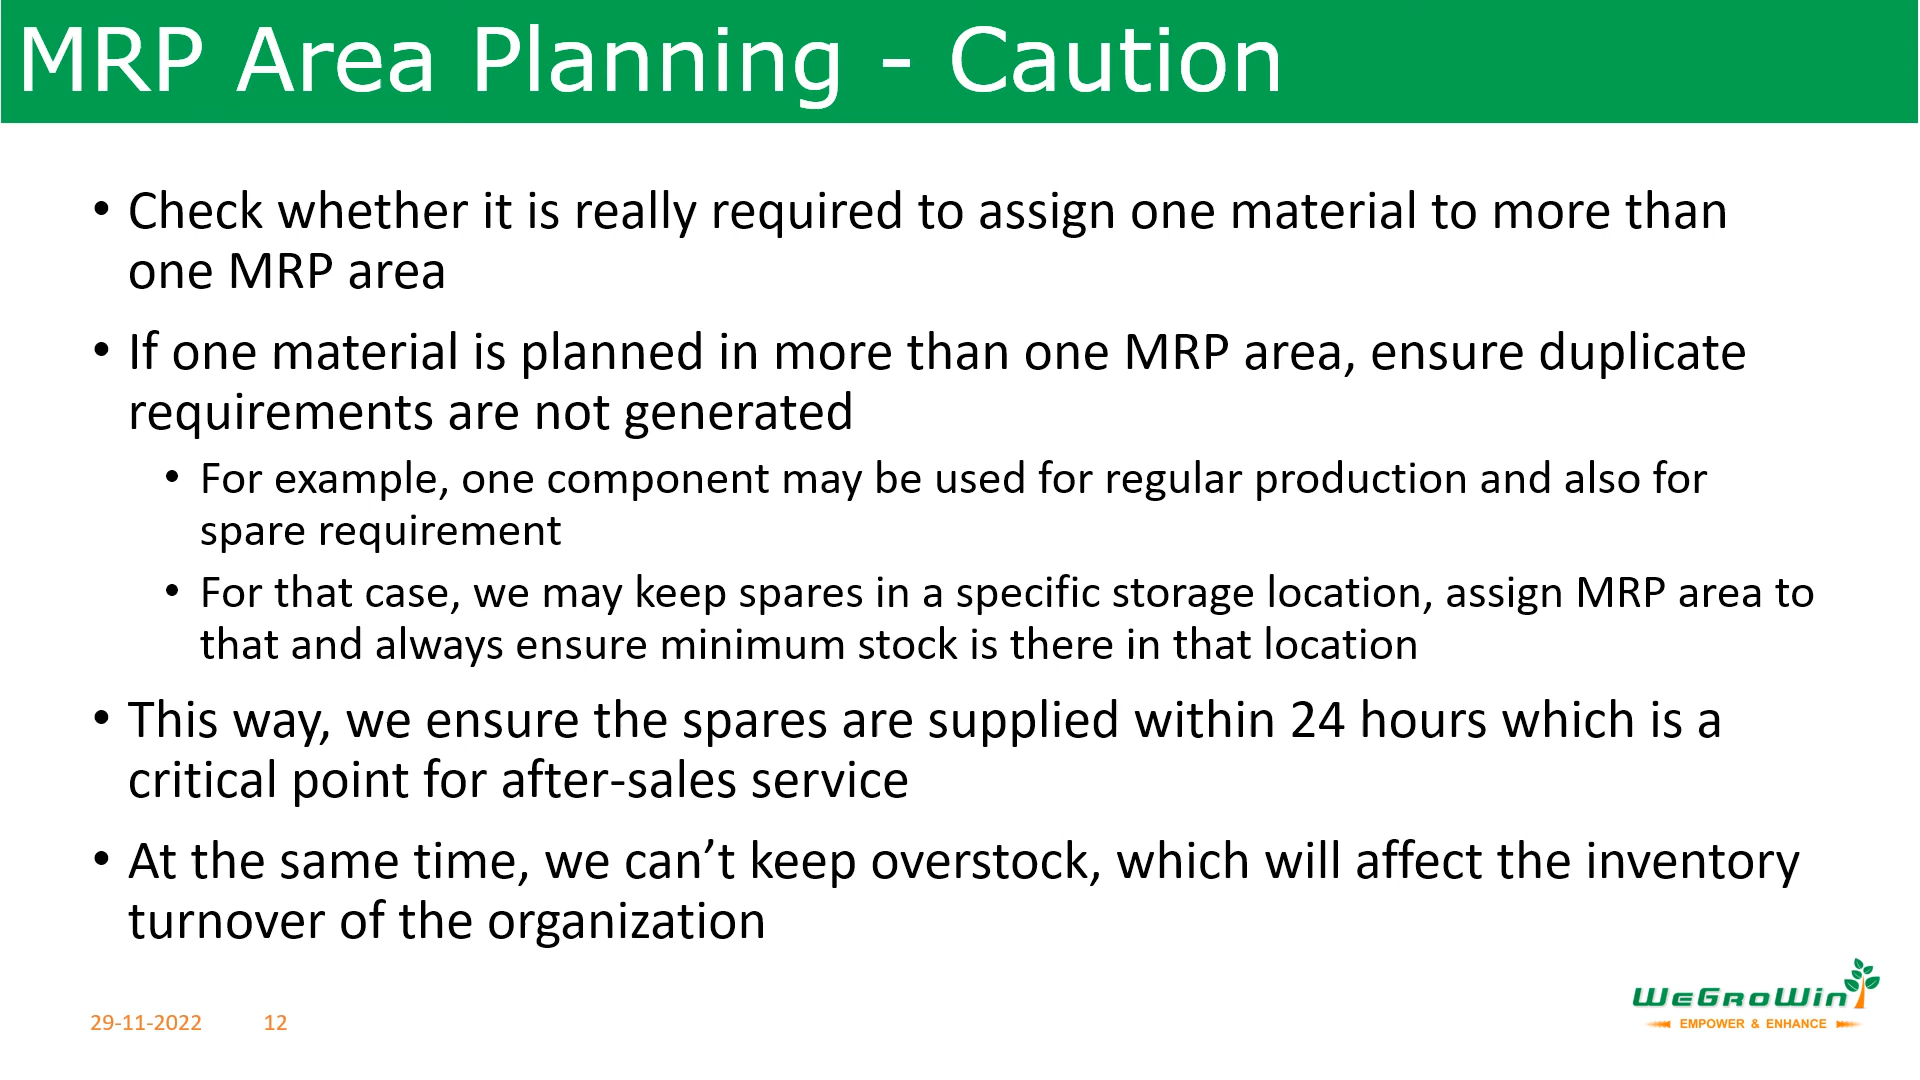 MRP Area Planning - Caution
• Check whether it is really required to assign one material to more than
one MRP area
• If one material is planned in more than one MRP area, ensure duplicate
requirements are not generated
• For example, one component may be used for regular production and also for
spare requirement
• For that case, we may keep spares in a specific storage location, assign MRP area to
that and always ensure minimum stock is there in that location
• This way, we ensure the spares are supplied within 24 hours which is a
critical point for after-sales service
• At the same time, we can’t keep overstock, which will affect the inventory
turnover of the organization
29-11-2022 12
WeGroWin
EMPOWER & ENHANCE